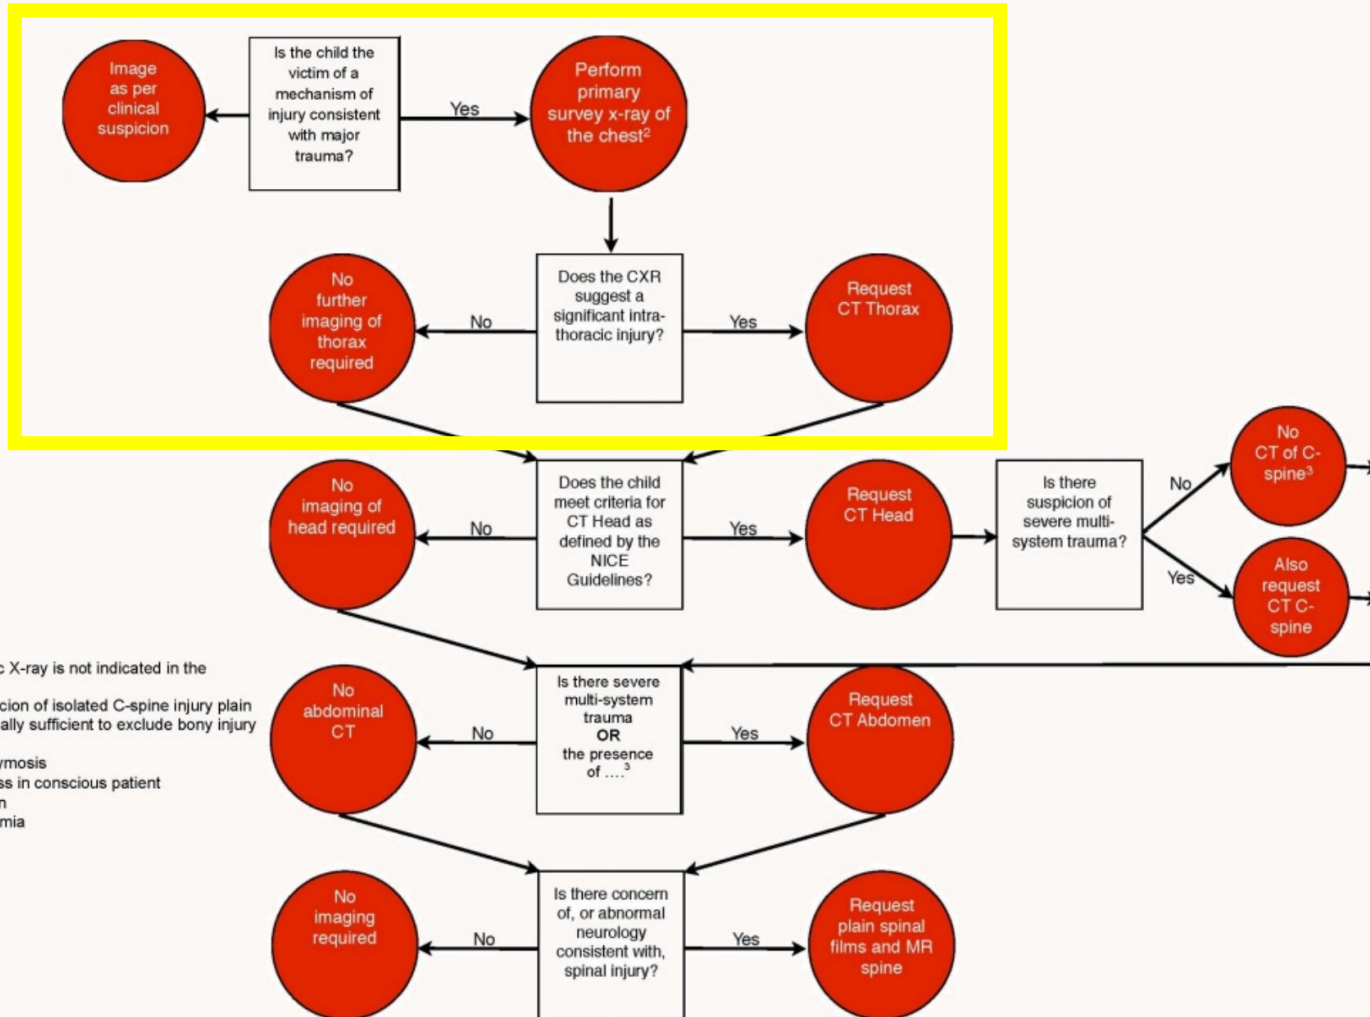 Image
as per
clinical
suspicion
Is the child the
victim of a
mechanism of
injury consistent
with major
trauma?
Yes
Perform
primary
survey x-ray of
the chest²
No
further
imaging of
thorax
required
No
Does the CXR
suggest a
significant intra-
thoracic injury?
Yes
Request
CT Thorax
No
imaging of
head required
No
Does the child
meet criteria for
CT Head as
defined by the
NICE
Guidelines?
Yes
Request
CT Head
Is there
suspicion of
severe multi-
system trauma?
No
No
CT of C-
spine³
Yes
Also
request
CT C-
spine
c X-ray is not indicated in the
cion of isolated C-spine injury plain
ally sufficient to exclude bony injury
ymosis
ss in conscious patient
n
mia
No
abdominal
CT
No
Is there severe
multi-system
trauma
OR
the presence
of ....³
Yes
Request
CT Abdomen
No
imaging
required
No
Is there concern
of, or abnormal
neurology
consistent with,
spinal injury?
Yes
Request
plain spinal
films and MR
spine